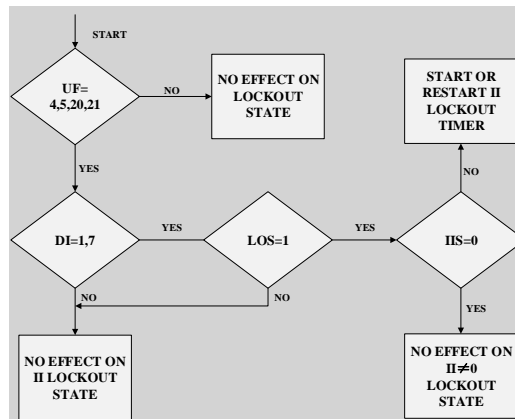 START
UF=
4,5,20,21
NO
NO EFFECT ON
LOCKOUT
STATE
START OR
RESTART II
LOCKOUT
TIMER
YES
NO
DI=1,7
YES
LOS=1
YES
IIS=0
NO
NO
YES
NO EFFECT ON
II LOCKOUT
STATE
NO EFFECT ON
II≠0
LOCKOUT
STATE